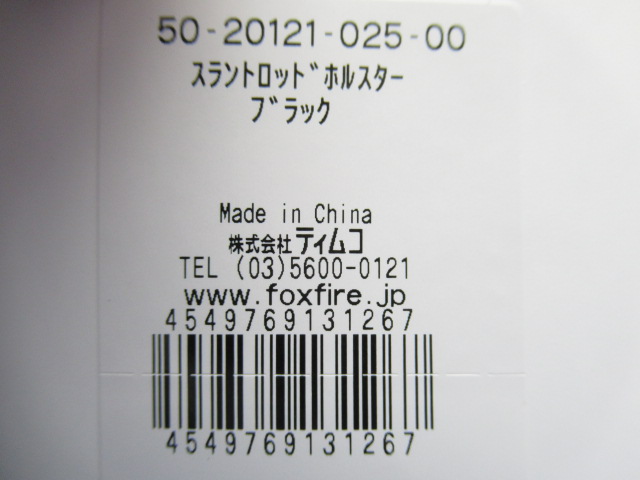 50-20121-025-00
スラントロッドホルスター
ブラック
Made in China
株式会社ティムコ
TEL (03)5600-0121
www.foxfire.jp
4549769131267
4549769131267